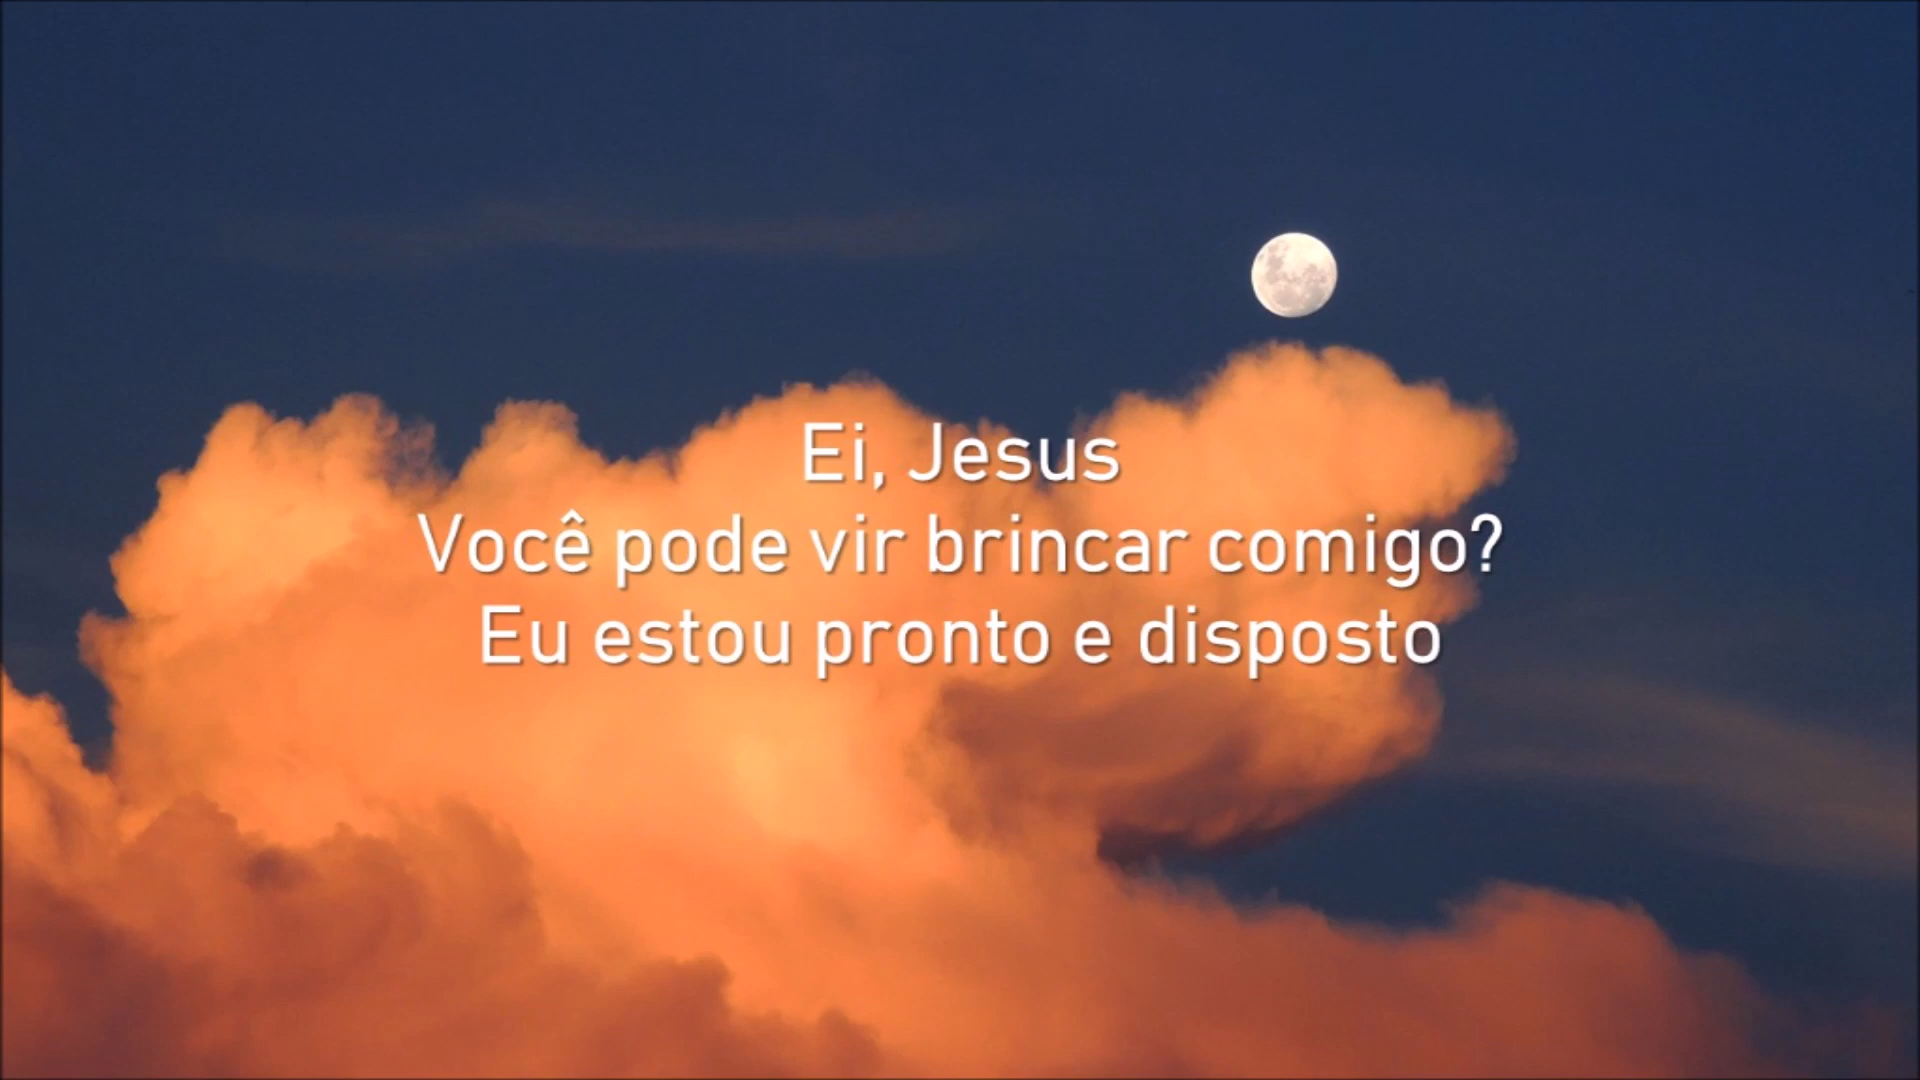 Ei, Jesus
Você pode vir brincar comigo?
Eu estou pronto e disposto